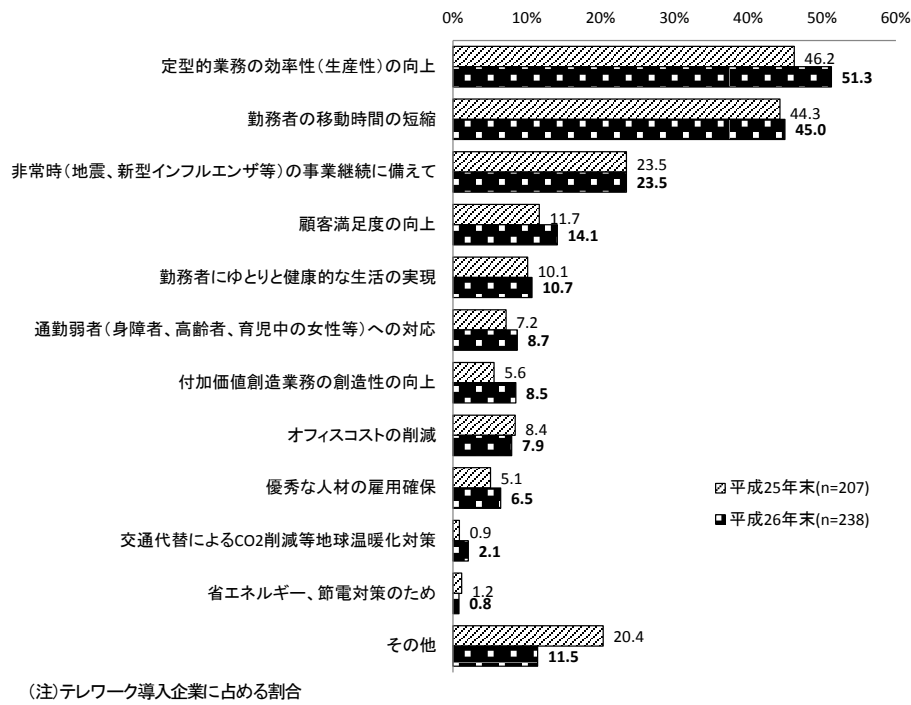 0% 10% 20% 30% 40% 50% 60%
定型的業務の効率性(生産性)の向上 46.2
51.3
勤務者の移動時間の短縮 44.3
45.0
非常時(地震、新型インフルエンザ等)の事業継続に備えて 23.5
23.5
顧客満足度の向上 11.7
14.1
勤務者にゆとりと健康的な生活の実現 10.1
10.7
通勤弱者(身障者、高齢者、育児中の女性等)への対応 7.2
8.7
付加価値創造業務の創造性の向上 5.6
8.5
オフィスコストの削減 8.4
7.9
優秀な人材の雇用確保 5.1
6.5
平成25年末(n=207)
平成26年末(n=238)
交通代替によるCO2削減等地球温暖化対策 0.9
2.1
省エネルギー、節電対策のため 1.2
0.8
その他 20.4
11.5
(注)テレワーク導入企業に占める割合